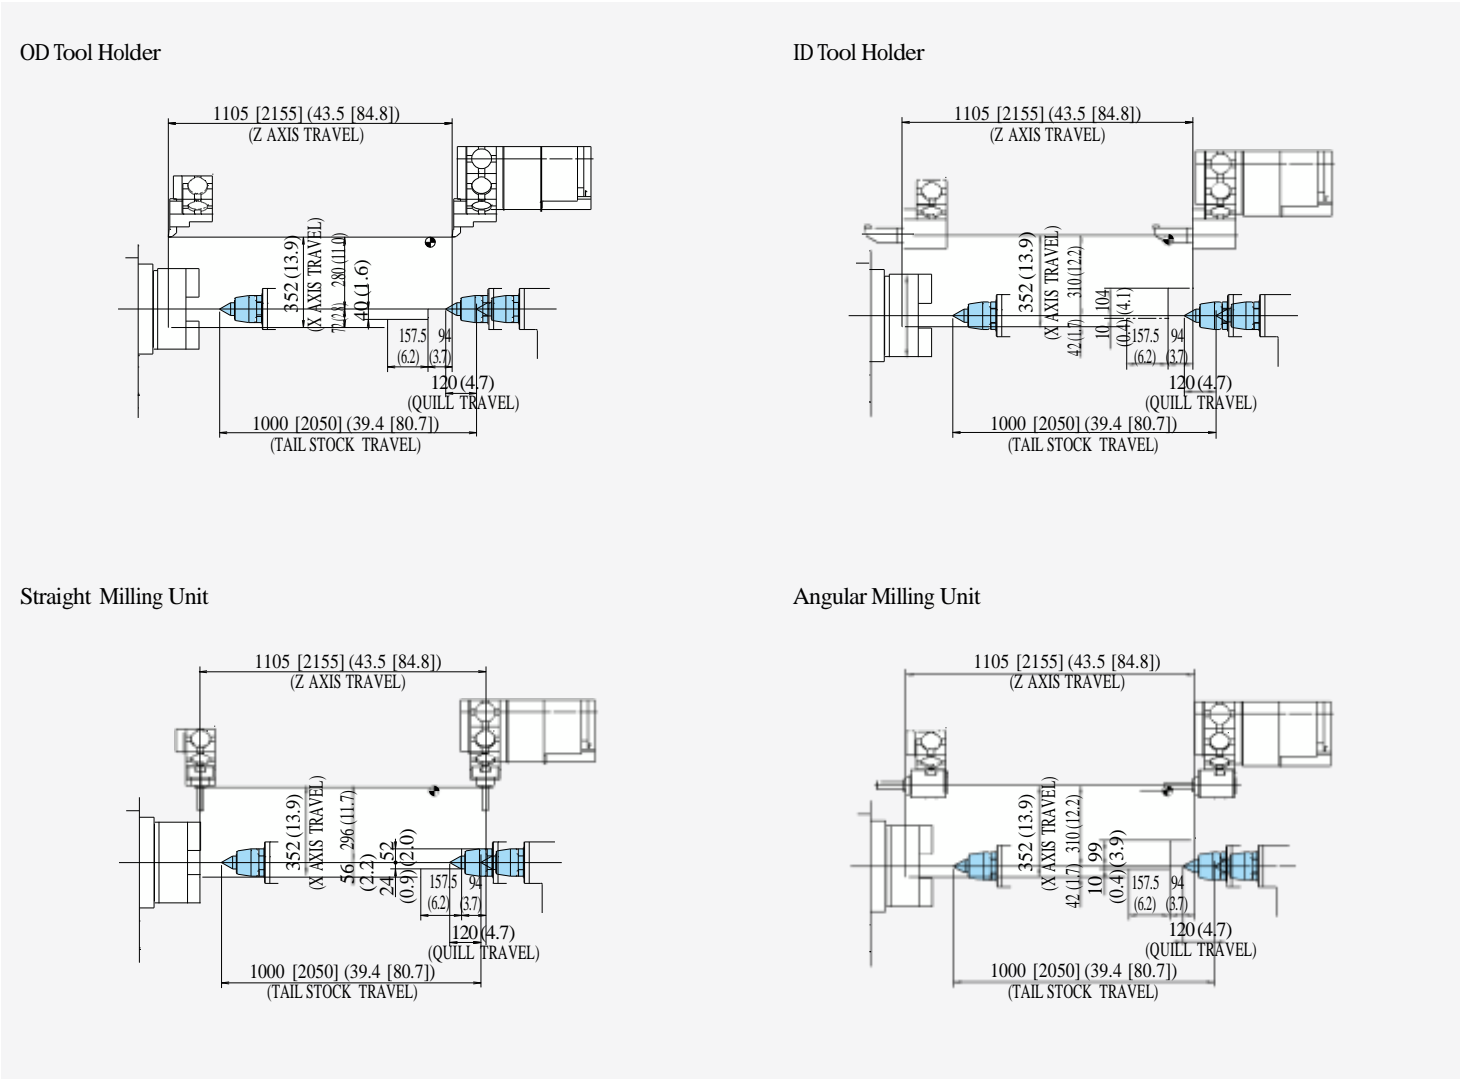 OD Tool Holder
1105 [2155] (43.5 [84.8])
(Z AXIS TRAVEL)
352 (13.9)
(X AXIS TRAVEL)
280 (11.0)
72 (2.8)
40 (1.6)
157.5
(6.2)
94
(3.7)
120 (4.7)
(QUILL TRAVEL)
1000 [2050] (39.4 [80.7])
(TAIL STOCK TRAVEL)
ID Tool Holder
1105 [2155] (43.5 [84.8])
(Z AXIS TRAVEL)
352 (13.9)
(X AXIS TRAVEL)
310 (12.2)
42 (1.7)
104
(4.1)
10
(0.4)
157.5
(6.2)
94
(3.7)
120 (4.7)
(QUILL TRAVEL)
1000 [2050] (39.4 [80.7])
(TAIL STOCK TRAVEL)
Straight Milling Unit
1105 [2155] (43.5 [84.8])
(Z AXIS TRAVEL)
352 (13.9)
(X AXIS TRAVEL)
296 (11.7)
56
(2.2)
52
(2.0)
24
(0.9)
157.5
(6.2)
94
(3.7)
120 (4.7)
(QUILL TRAVEL)
1000 [2050] (39.4 [80.7])
(TAIL STOCK TRAVEL)
Angular Milling Unit
1105 [2155] (43.5 [84.8])
(Z AXIS TRAVEL)
352 (13.9)
(X AXIS TRAVEL)
310 (12.2)
42 (1.7)
99
(3.9)
10
(0.4)
157.5
(6.2)
94
(3.7)
120 (4.7)
(QUILL TRAVEL)
1000 [2050] (39.4 [80.7])
(TAIL STOCK TRAVEL)